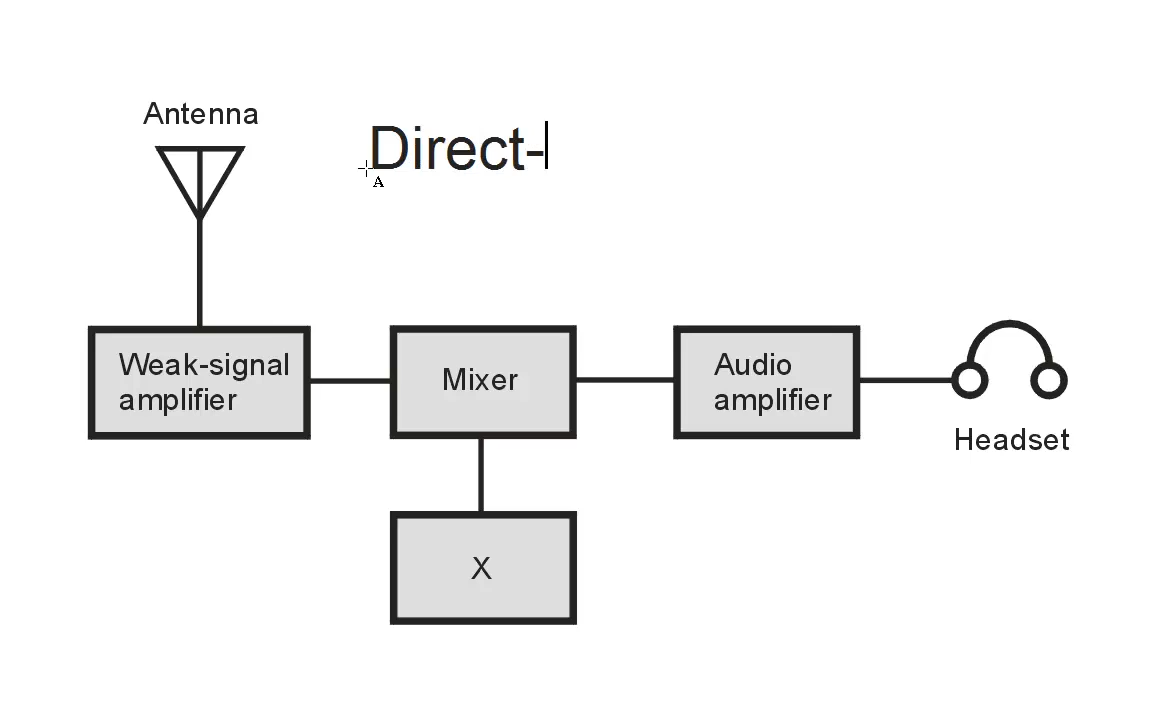 Antenna
Direct-
A
Weak-signal
amplifier
Mixer
Audio
amplifier
Headset
X